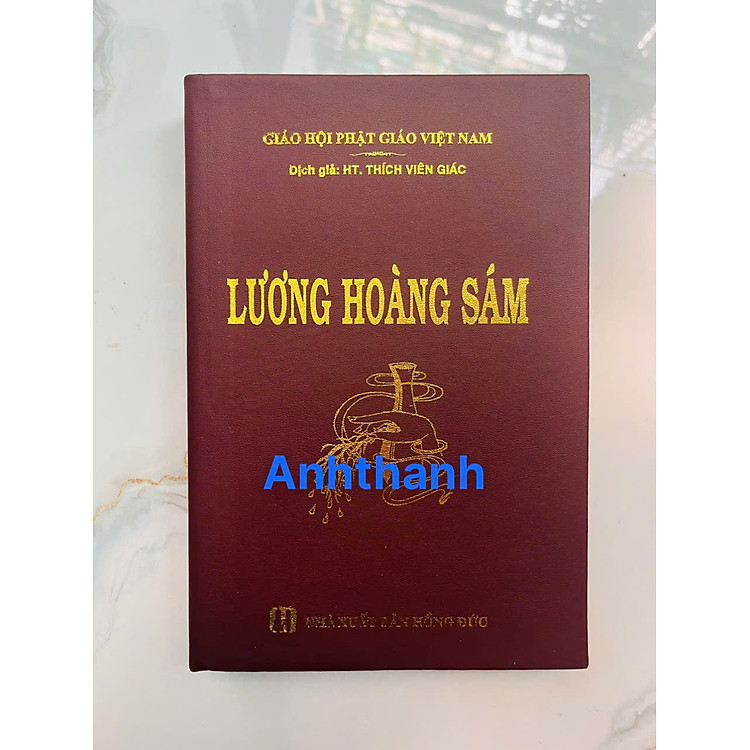 GIÁO HỘI PHẬT GIÁO VIỆT NAM
Dịch giả: HT. THÍCH VIÊN GIÁC
LƯƠNG HOÀNG SÁM
Anhthanh
NHÀ XUẤT BẢN HỒNG ĐỨC